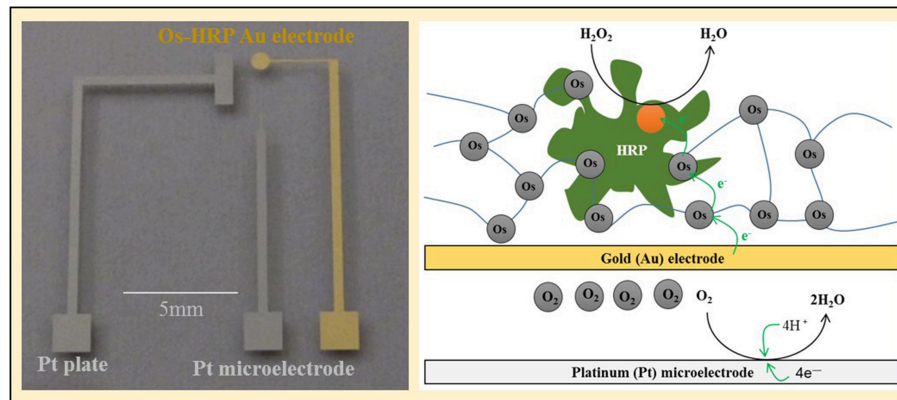 Os-HRP Au electrode
5mm
Pt plate
Pt microelectrode
H₂O₂
H₂O
Os
Os
Os
e⁻
Os
Os
HRP
Os
Os
Os
Os
e⁻
Os
Os
Os
Os
Os
e⁻
Gold (Au) electrode
O₂ O₂ O₂ O₂ O₂
2H₂O
4H⁺
Platinum (Pt) microelectrode
4e⁻